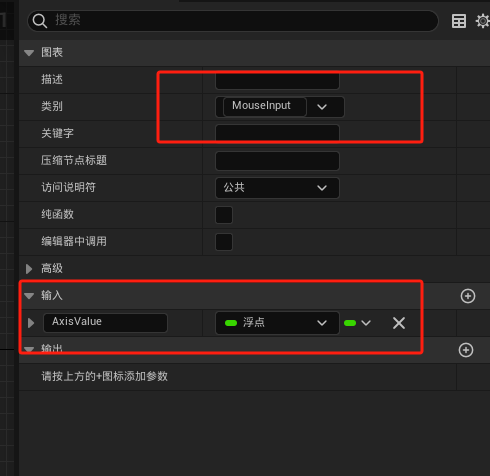 搜索
图表
描述
类别 MouseInput
关键字
压缩节点标题
访问说明符 公共
纯函数
编辑器中调用
高级
输入
AxisValue 浮点
输出
请按上方的+图标添加参数